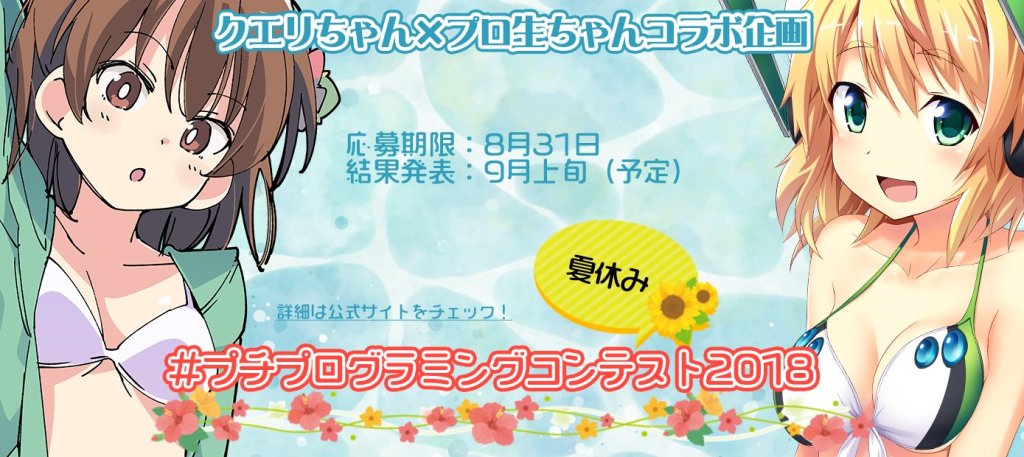 クエリちゃん×プロ生ちゃんコラボ企画
応募期限：8月31日
結果発表：9月上旬（予定）
夏休み
詳細は公式サイトをチェック！
#プチプログラミングコンテスト2018